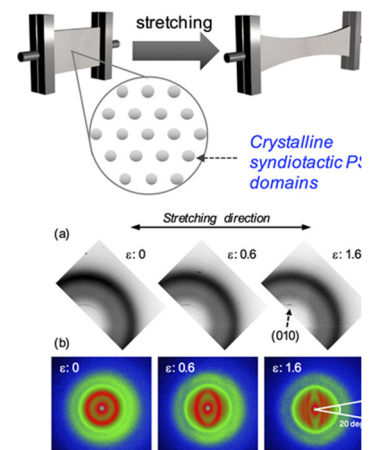 stretching
Crystalline
syndiotactic PS
domains
Stretching direction
(a)
ε: 0 ε: 0.6 ε: 1.6
(010)
(b)
ε: 0 ε: 0.6 ε: 1.6
20 deg